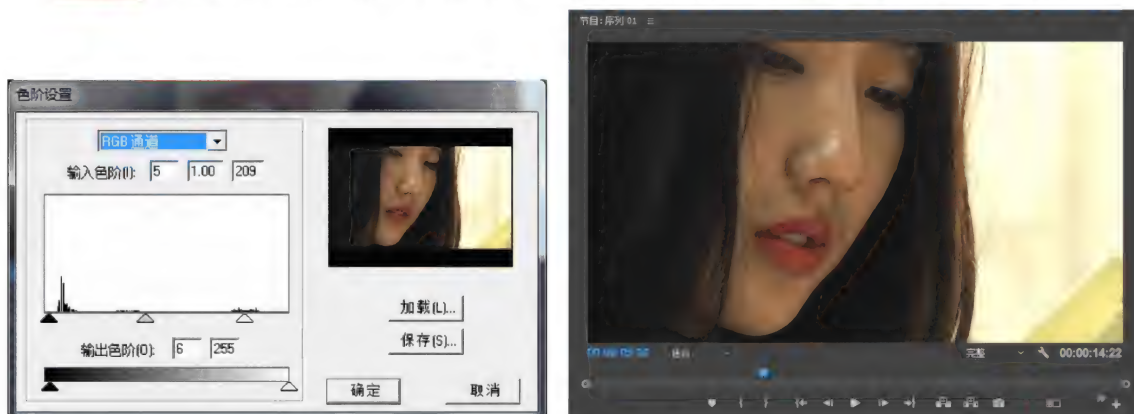 色阶设置
RGB 通道
输入色阶(I): 5 1.00 209
输出色阶(O): 6 255
加载(L)...
保存(S)...
确定 取消
节目: 序列 01
完整 00:00:14:22